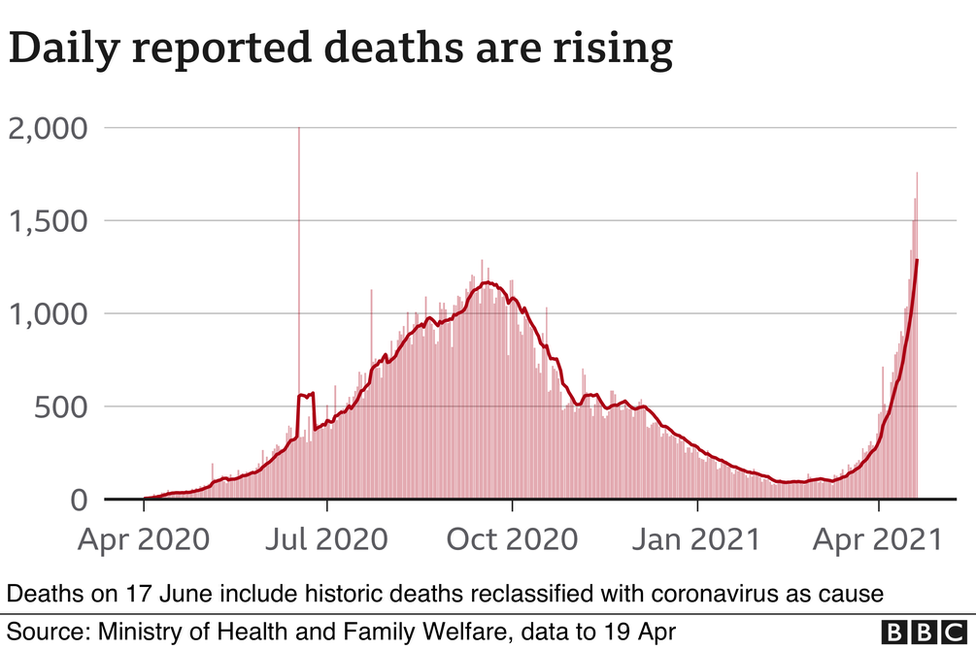 Daily reported deaths are rising
2,000
1,500
1,000
500
0
Apr 2020 Jul 2020 Oct 2020 Jan 2021 Apr 2021
Deaths on 17 June include historic deaths reclassified with coronavirus as cause
Source: Ministry of Health and Family Welfare, data to 19 Apr BBC